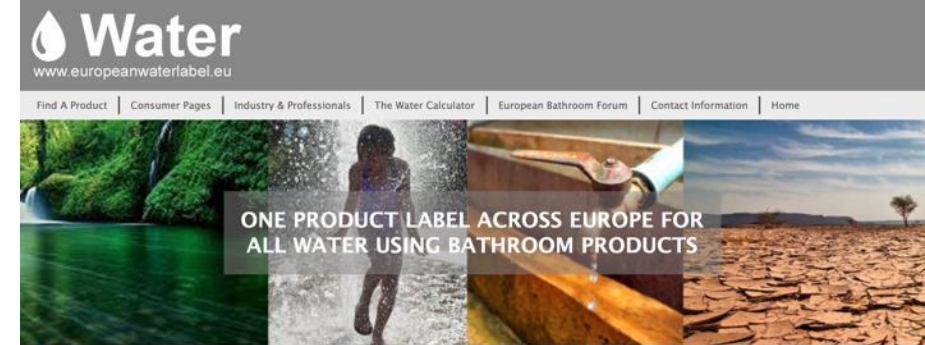 Water
www.europeanwaterlabel.eu
Find A Product | Consumer Pages | Industry & Professionals | The Water Calculator | European Bathroom Forum | Contact Information | Home
ONE PRODUCT LABEL ACROSS EUROPE FOR
ALL WATER USING BATHROOM PRODUCTS